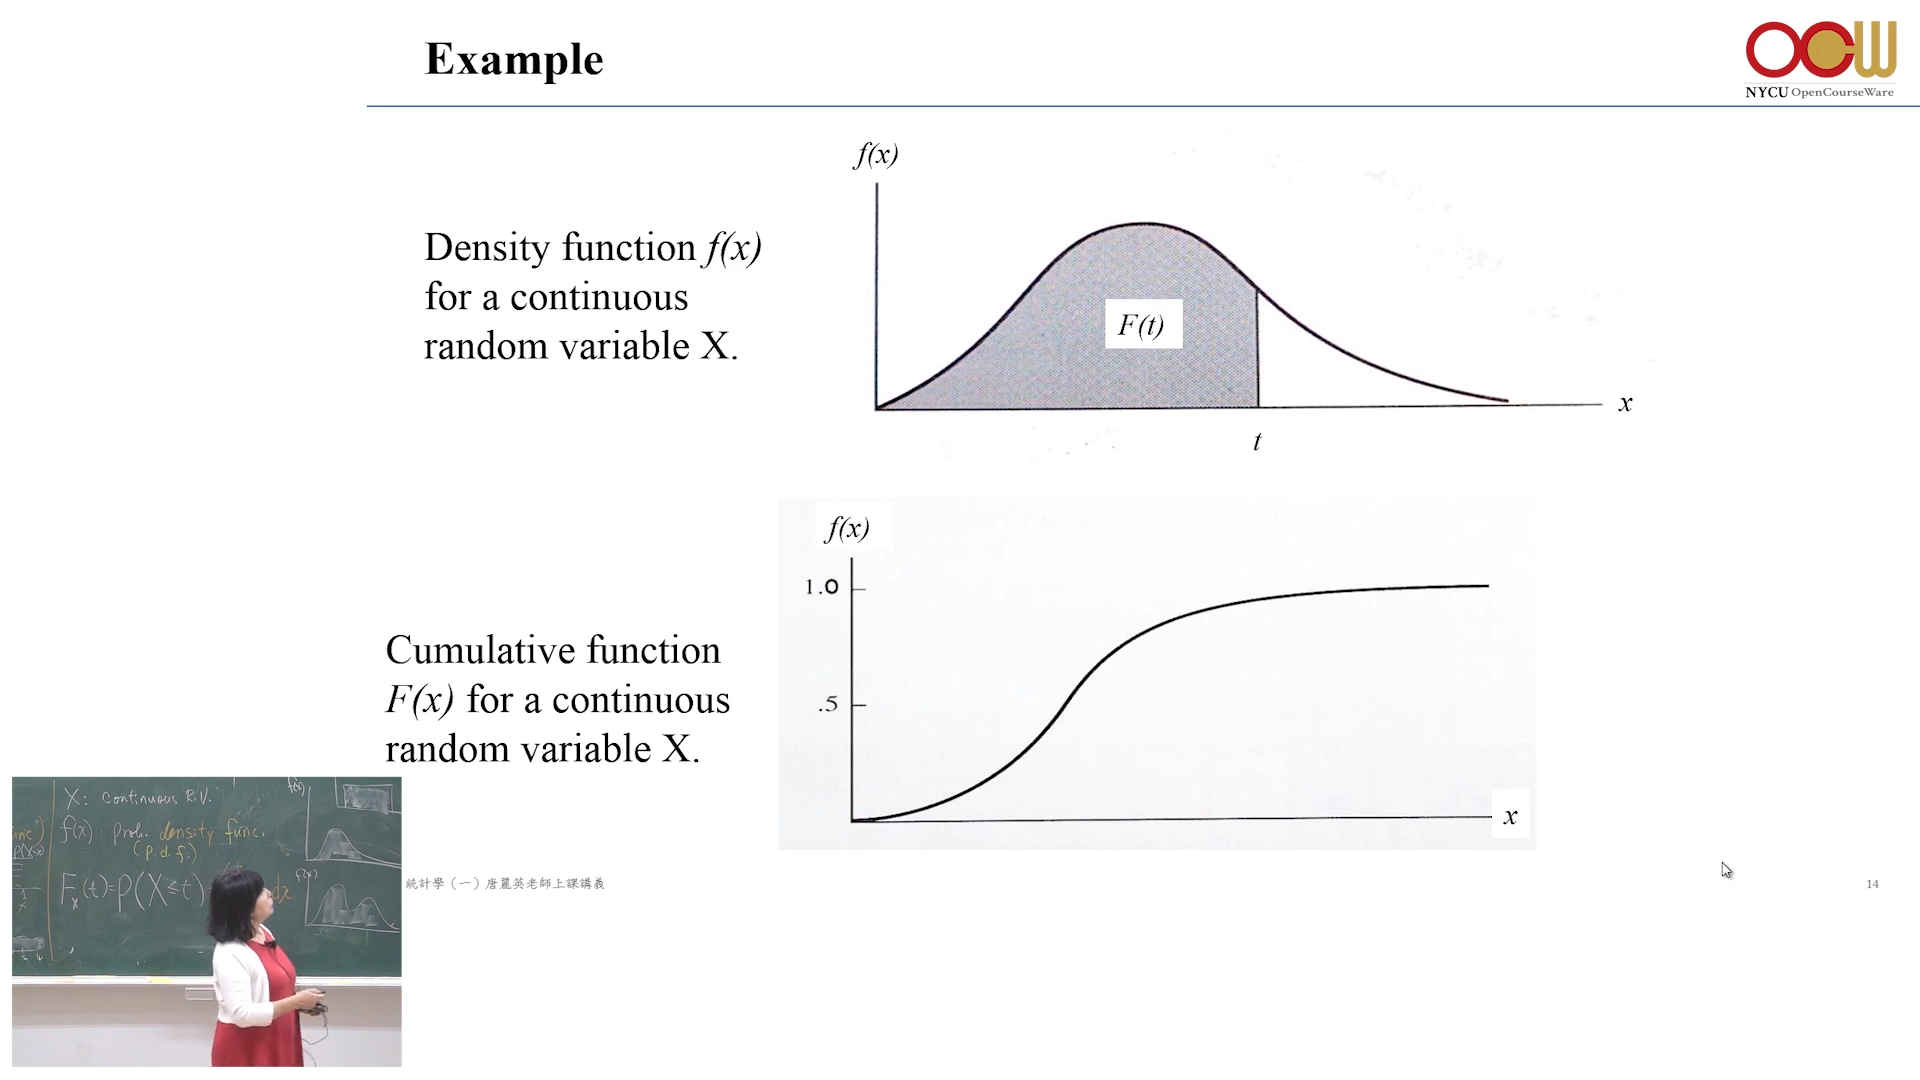 Example
OCW
NYCU OpenCourseWare
f(x)
Density function f(x)
for a continuous
random variable X.
F(t)
x
t
f(x)
1.0
.5
Cumulative function
F(x) for a continuous
random variable X.
x
X: Continuous R.V.
f(x): prob. density func.
(p.d.f.)
F_X(t)=P(X≤t)
dx
f(x)
f(x)
統計學（一）唐麗英老師上課講義
14